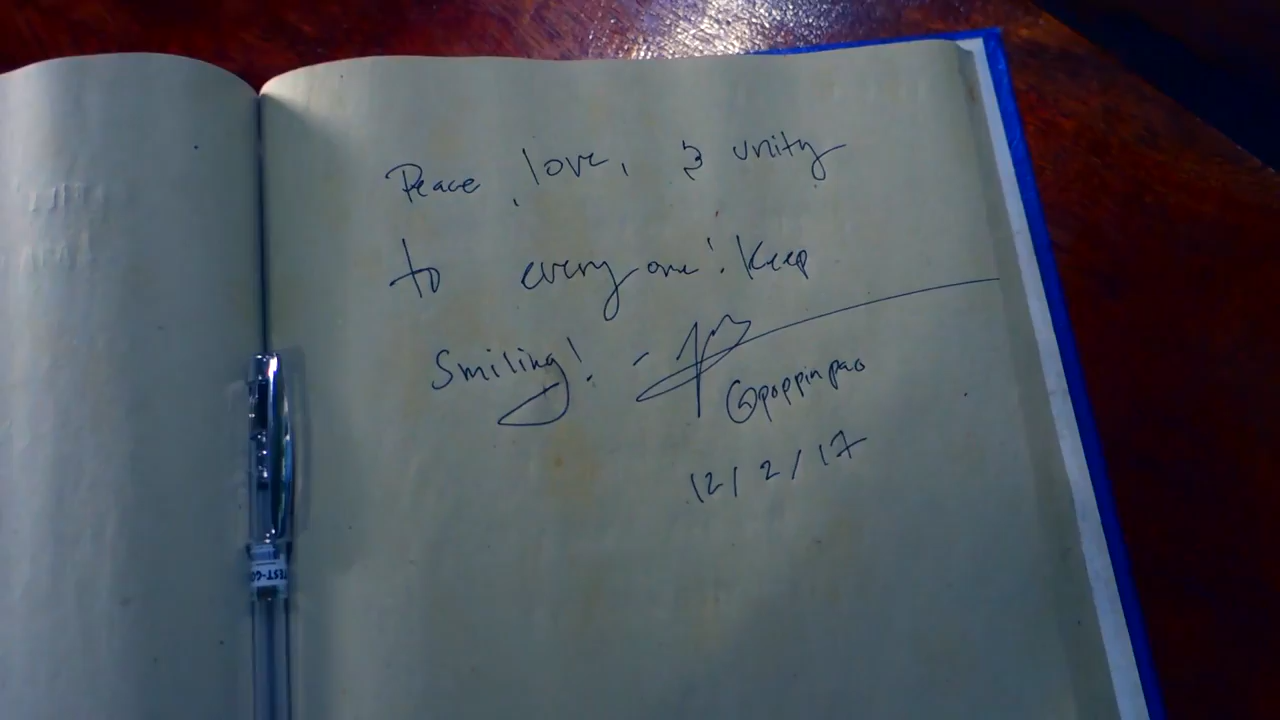 Peace, love, & unity
to everyone! Keep
Smiling! -
@poppinpao
12/2/17